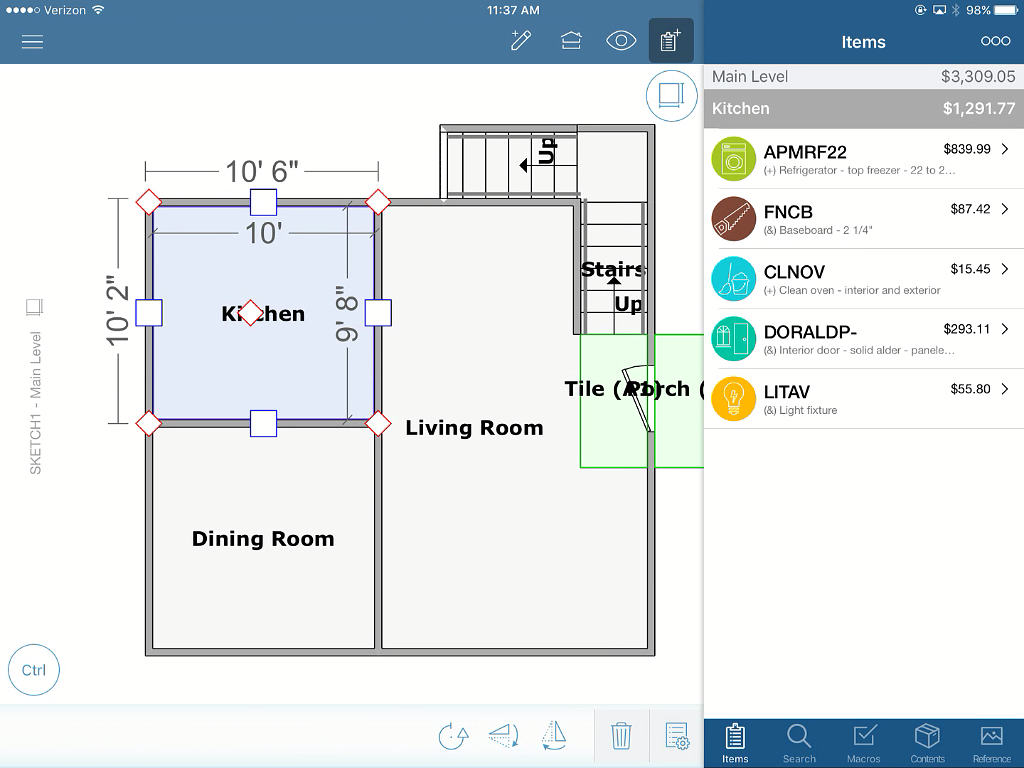 Verizon
11:37 AM
98%
Items
Main Level
$3,309.05
Kitchen
$1,291.77
APMRF22
$839.99
(+) Refrigerator - top freezer - 22 to 2...
FNCB
$87.42
(&) Baseboard - 2 1/4"
CLNOV
$15.45
(+) Clean oven - interior and exterior
DORALDP-
$293.11
(&) Interior door - solid alder - panele...
LITAV
$55.80
(&) Light fixture
Up
10' 6"
10'
Stairs
Up
10' 2"
Kitchen
9' 8"
SKETCH1 - Main Level
Tile (
Porch (
Living Room
Dining Room
Ctrl
Items
Search
Macros
Contents
Reference